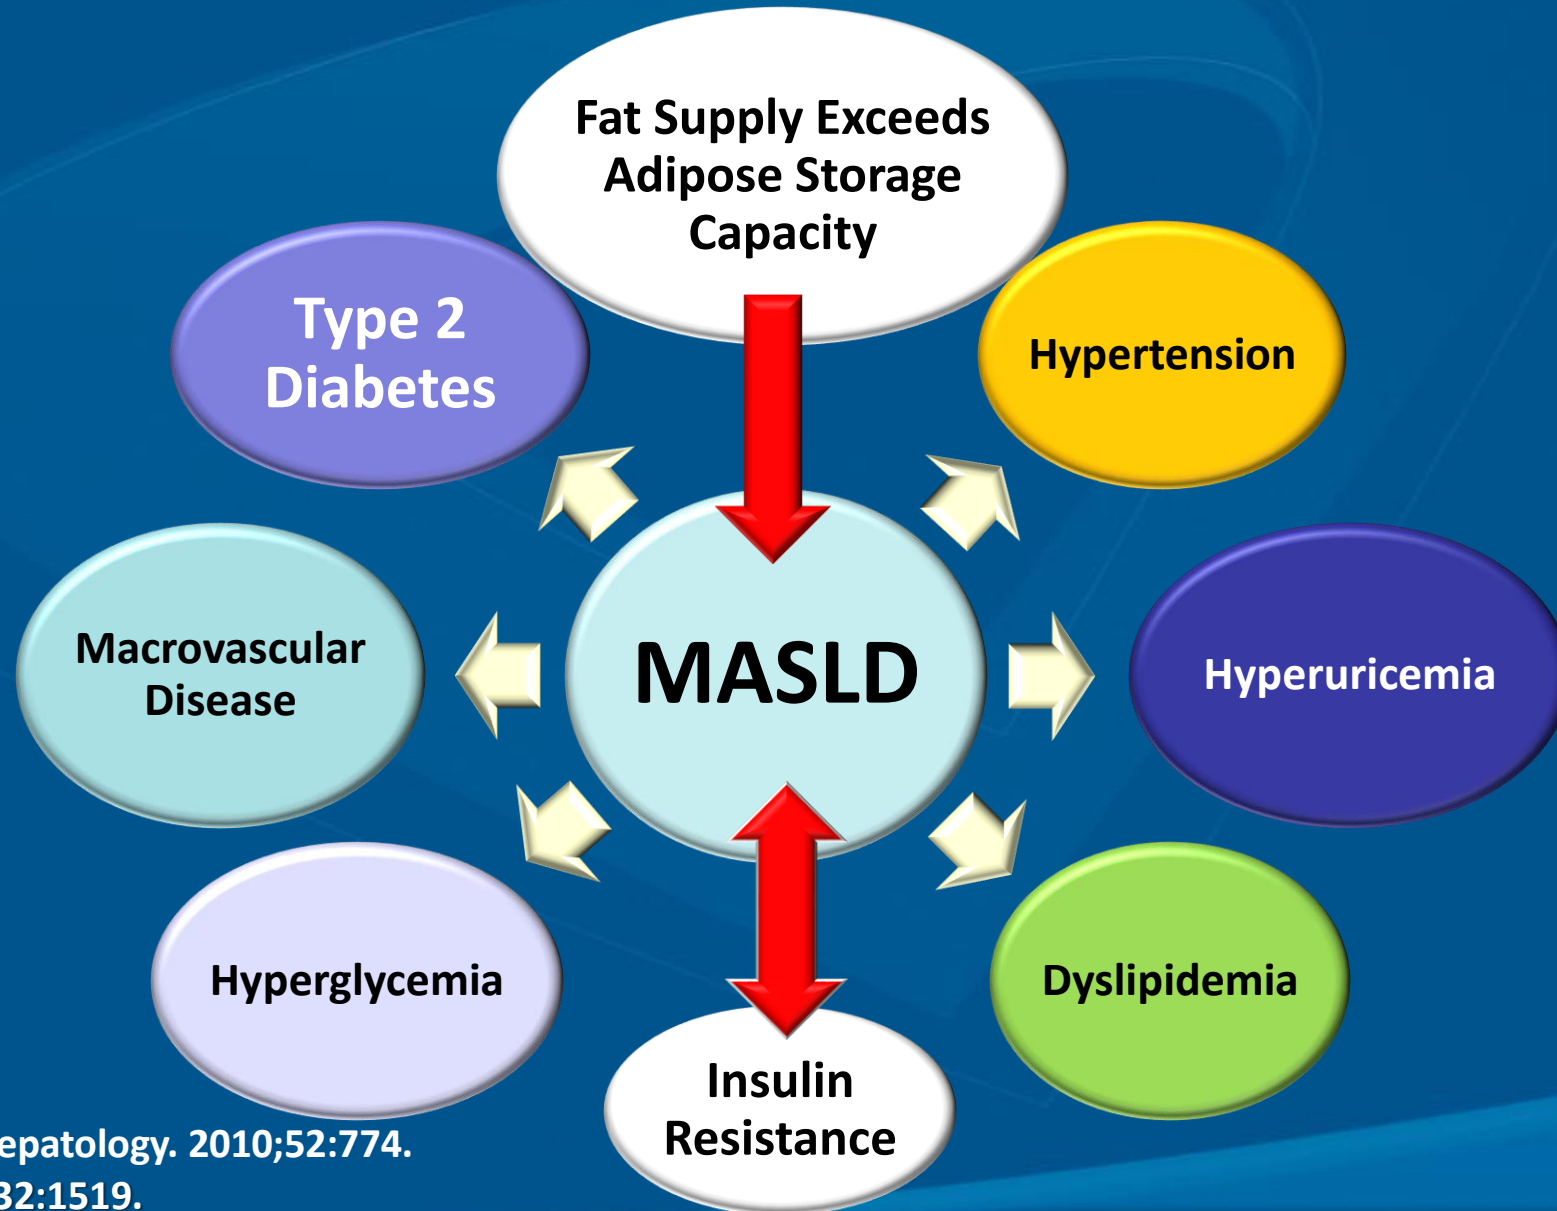 Fat Supply Exceeds
Adipose Storage
Capacity
Type 2
Diabetes
Hypertension
Macrovascular
Disease
MASLD
Hyperuricemia
Hyperglycemia
Dyslipidemia
Insulin
Resistance
epatology. 2010;52:774.
32:1519.